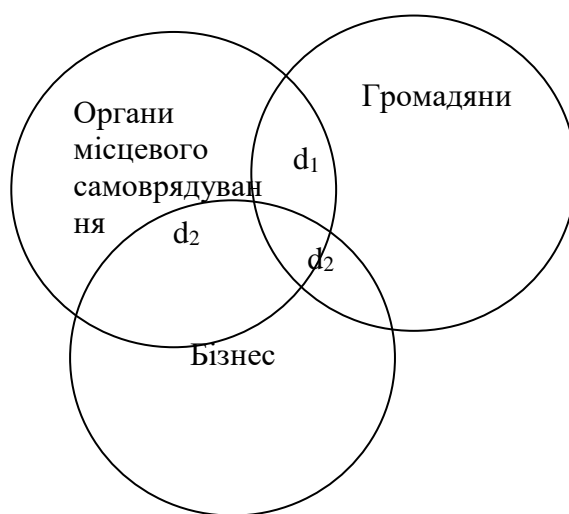 Громадяни
Органи
місцевого
самоврядуван
ня
d₁
d₂
d₂
Бізнес